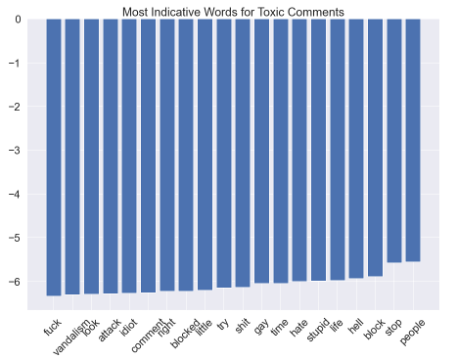 Most Indicative Words for Toxic Comments
0
−1
−2
−3
−4
−5
−6
fuck
vandalism
look
attack
idiot
comment
right
blocked
little
try
shit
gay
time
hate
stupid
life
hell
block
stop
people